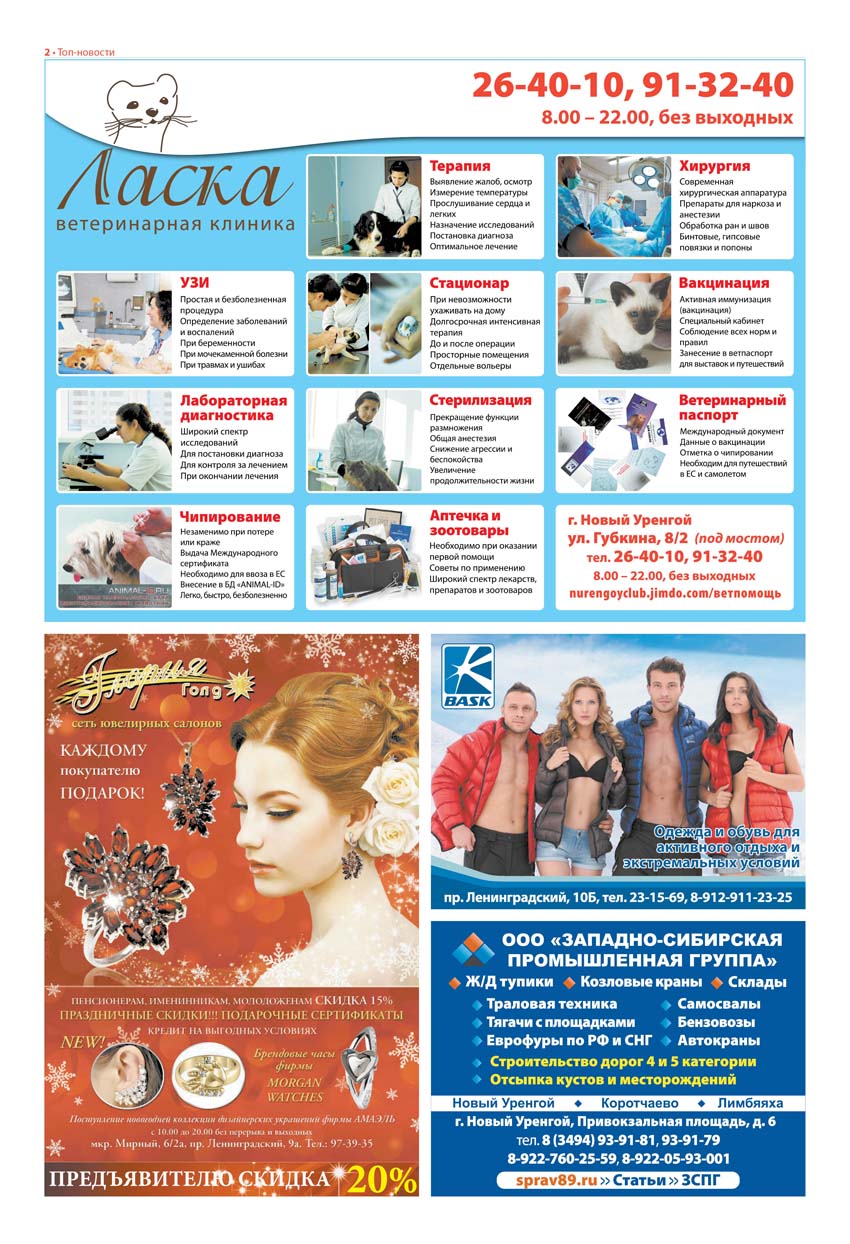 2 • Топ-новости
26-40-10, 91-32-40
8.00 – 22.00, без выходных
Ласка
ветеринарная клиника
Терапия
Выявление жалоб, осмотр
Измерение температуры
Прослушивание сердца и
легких
Назначение исследований
Постановка диагноза
Оптимальное лечение
Хирургия
Современная
хирургическая аппаратура
Препараты для наркоза и
анестезии
Обработка ран и швов
Бинтовые, гипсовые
повязки и попоны
УЗИ
Простая и безболезненная
процедура
Определение заболеваний
и воспалений
При беременности
При мочекаменной болезни
При травмах и ушибах
Стационар
При невозможности
ухаживать на дому
Долгосрочная интенсивная
терапия
До и после операции
Просторные помещения
Отдельные вольеры
Вакцинация
Активная иммунизация
(вакцинация)
Специальный кабинет
Соблюдение всех норм и
правил
Занесение в ветпаспорт
для выставок и путешествий
Лабораторная
диагностика
Широкий спектр
исследований
Для постановки диагноза
Для контроля за лечением
При окончании лечения
Стерилизация
Прекращение функции
размножения
Общая анестезия
Снижение агрессии и
беспокойства
Увеличение
продолжительности жизни
Ветеринарный
паспорт
Международный документ
Данные о вакцинации
Отметка о чипировании
Необходим для путешествий
в ЕС и самолетом
Чипирование
Незаменимо при потере
или краже
Выдача Международного
сертификата
Необходимо для ввоза в ЕС
Внесение в БД «ANIMAL-ID»
Легко, быстро, безболезненно
ANIMAL-ID.RU
Аптечка и
зоотовары
Необходимо при оказании
первой помощи
Советы по применению
Широкий спектр лекарств,
препаратов и зоотоваров
г. Новый Уренгой
ул. Губкина, 8/2 (под мостом)
тел. 26-40-10, 91-32-40
8.00 – 22.00, без выходных
nurengoyclub.jimdo.com/ветпомощь
Глория
Голд
сеть ювелирных салонов
КАЖДОМУ
покупателю
ПОДАРОК!
ПЕНСИОНЕРАМ, ИМЕНИННИКАМ, МОЛОДОЖЕНАМ СКИДКА 15%
ПРАЗДНИЧНЫЕ СКИДКИ!!! ПОДАРОЧНЫЕ СЕРТИФИКАТЫ
КРЕДИТ НА ВЫГОДНЫХ УСЛОВИЯХ
NEW!
Брендовые часы
фирмы
MORGAN
WATCHES
Поступление новогодней коллекции дизайнерских украшений фирмы АМАЭЛЬ
с 10.00 до 20.00 без перерыва и выходных
мкр. Мирный, 6/2а, пр. Ленинградский, 9а. Тел.: 97-39-35
ПРЕДЪЯВИТЕЛЮ СКИДКА 20%
BASK
Одежда и обувь для
активного отдыха и
экстремальных условий
пр. Ленинградский, 10Б, тел. 23-15-69, 8-912-911-23-25
ООО «ЗАПАДНО-СИБИРСКАЯ
ПРОМЫШЛЕННАЯ ГРУППА»
Ж/Д тупики Козловые краны Склады
Траловая техника Самосвалы
Тягачи с площадками Бензовозы
Еврофуры по РФ и СНГ Автокраны
Строительство дорог 4 и 5 категории
Отсыпка кустов и месторождений
Новый Уренгой Коротчаево Лимбяяха
г. Новый Уренгой, Привокзальная площадь, д. 6
тел. 8 (3494) 93-91-81, 93-91-79
8-922-760-25-59, 8-922-05-93-001
sprav89.ru » Статьи » ЗСПГ